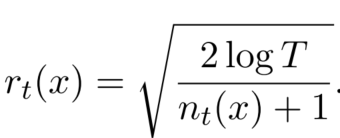 r_t(x) = \sqrt{\frac{2 \log T}{n_t(x) + 1}}.